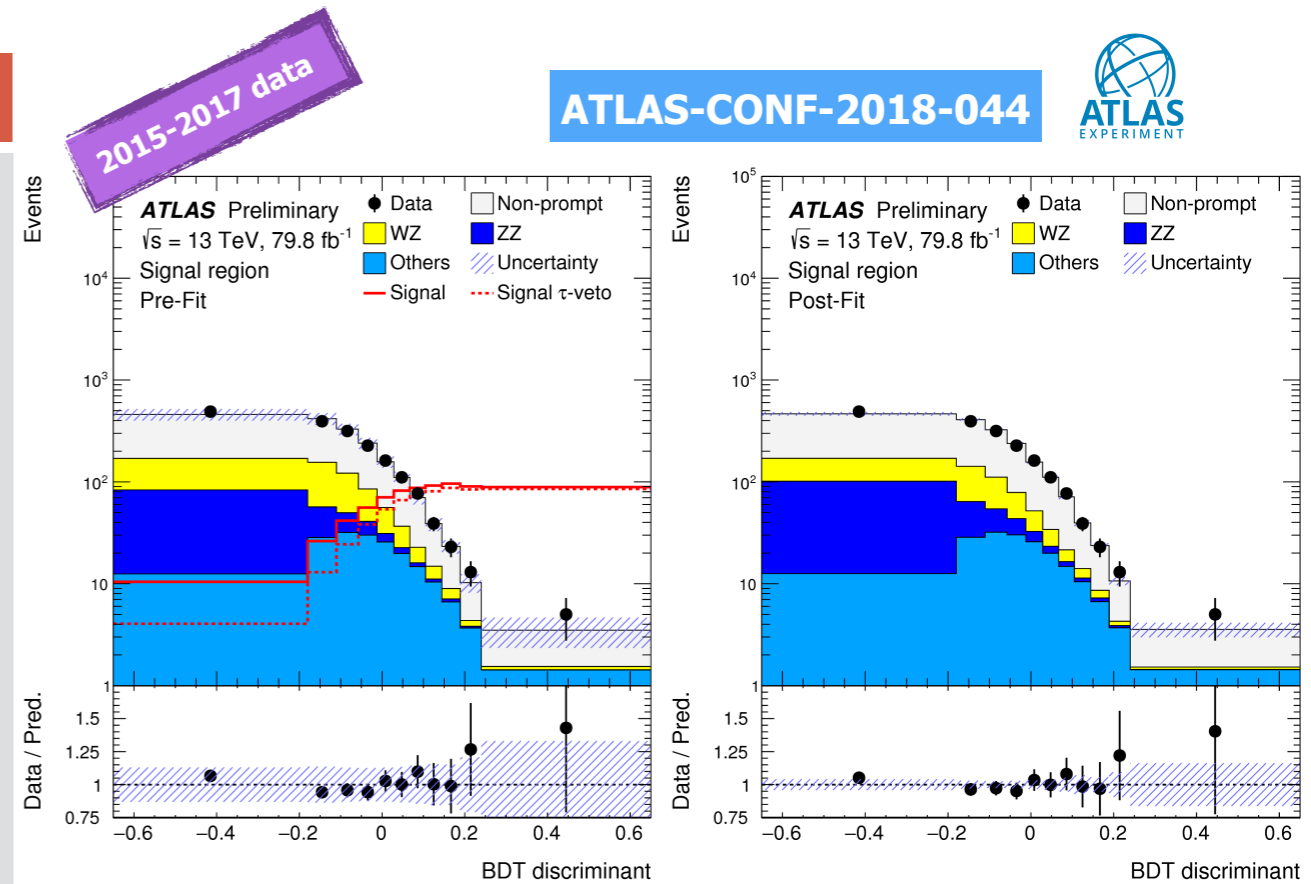 2015-2017 data
ATLAS-CONF-2018-044
ATLAS
EXPERIMENT
Events
ATLAS Preliminary
√s = 13 TeV, 79.8 fb⁻¹
Signal region
Pre-Fit
Data
Non-prompt
WZ
ZZ
Others
Uncertainty
Signal
Signal τ-veto
10⁴
10³
10²
10
1
Data / Pred.
1.5
1.25
1
0.75
−0.6 −0.4 −0.2 0 0.2 0.4 0.6
BDT discriminant
Events
ATLAS Preliminary
√s = 13 TeV, 79.8 fb⁻¹
Signal region
Post-Fit
Data
Non-prompt
WZ
ZZ
Others
Uncertainty
10⁵
10⁴
10³
10²
10
1
Data / Pred.
1.5
1.25
1
0.75
−0.6 −0.4 −0.2 0 0.2 0.4 0.6
BDT discriminant